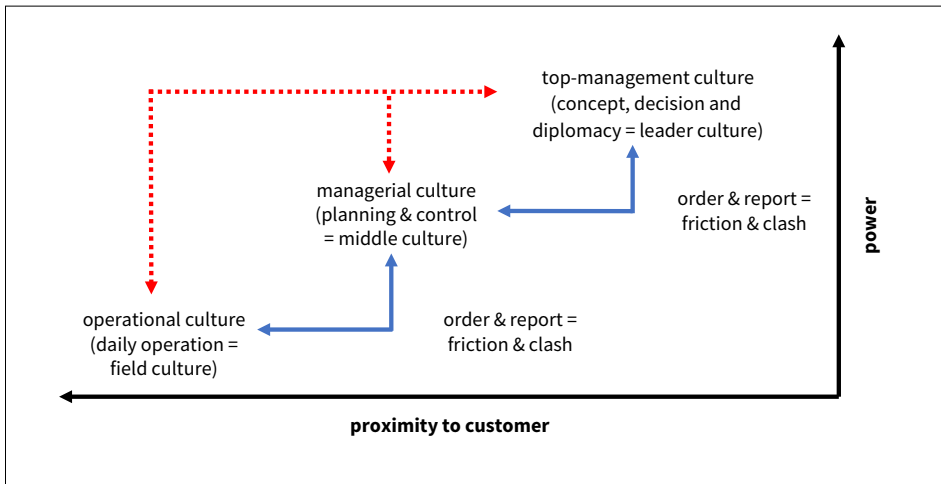 top-management culture
(concept, decision and
diplomacy = leader culture)
managerial culture
(planning & control
= middle culture)
order & report =
friction & clash
power
operational culture
(daily operation =
field culture)
order & report =
friction & clash
proximity to customer